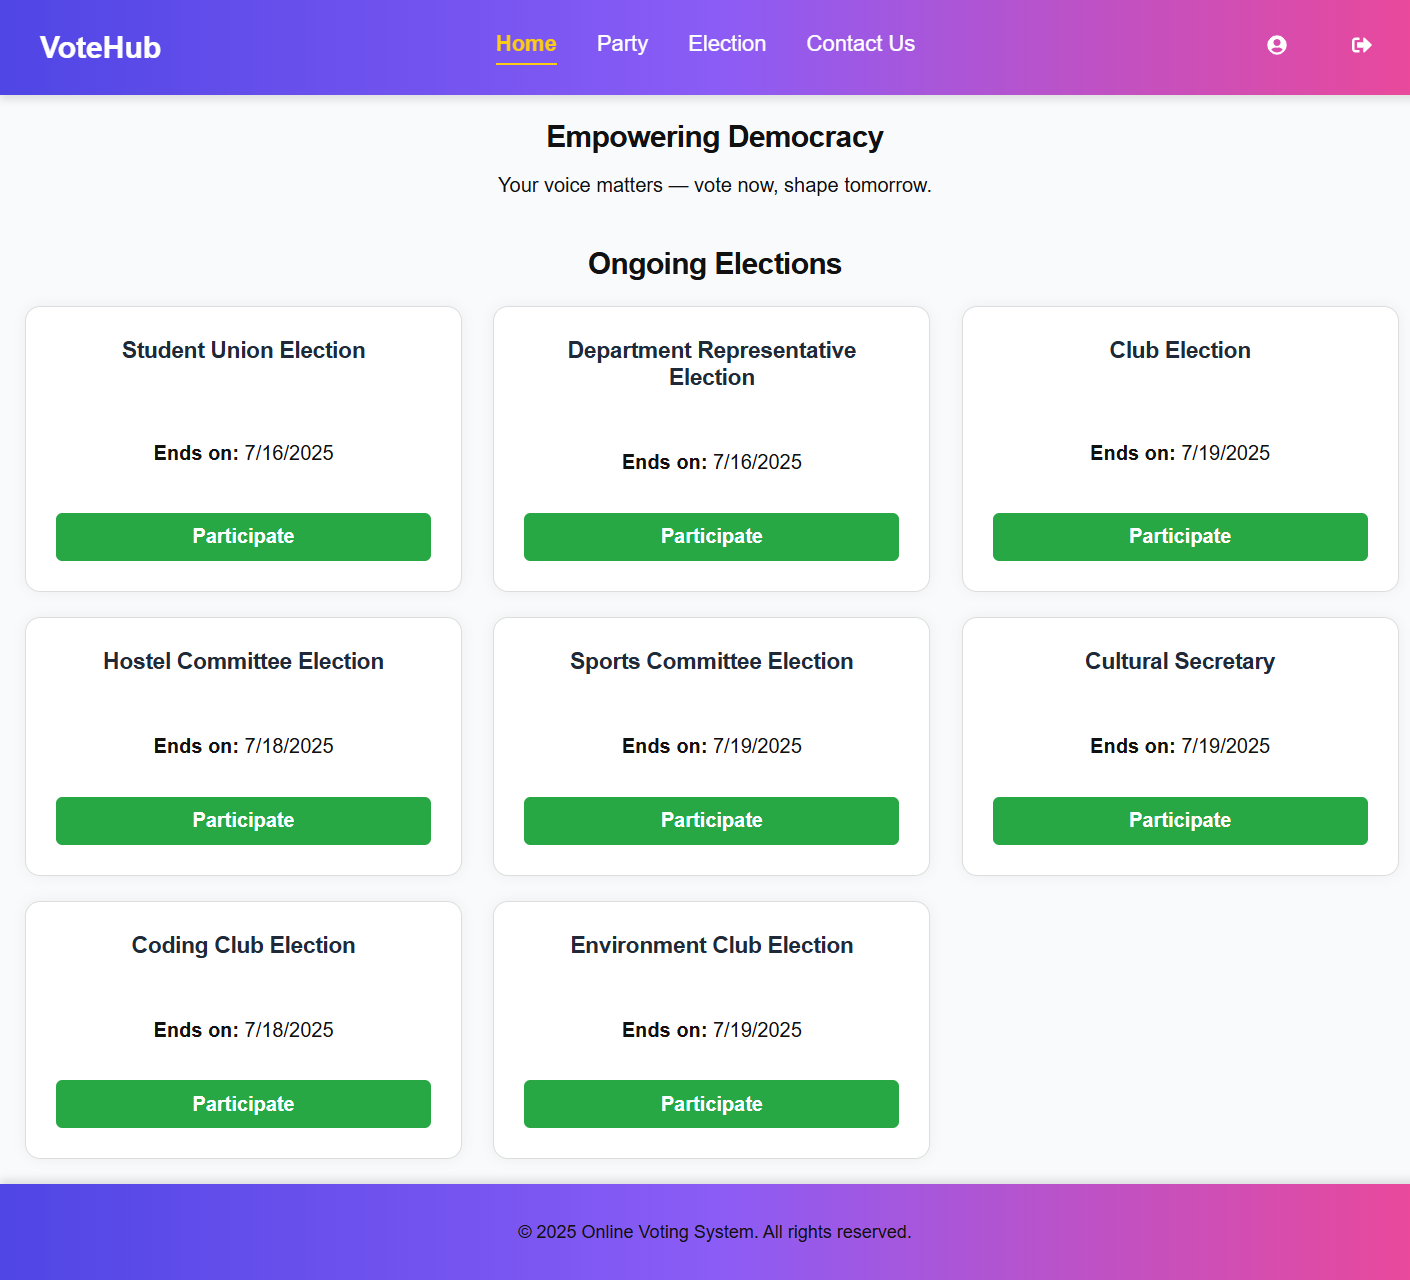 VoteHub
Home Party Election Contact Us
Empowering Democracy
Your voice matters — vote now, shape tomorrow.
Ongoing Elections
Student Union Election
Ends on: 7/16/2025
Participate
Department Representative
Election
Ends on: 7/16/2025
Participate
Club Election
Ends on: 7/19/2025
Participate
Hostel Committee Election
Ends on: 7/18/2025
Participate
Sports Committee Election
Ends on: 7/19/2025
Participate
Cultural Secretary
Ends on: 7/19/2025
Participate
Coding Club Election
Ends on: 7/18/2025
Participate
Environment Club Election
Ends on: 7/19/2025
Participate
© 2025 Online Voting System. All rights reserved.